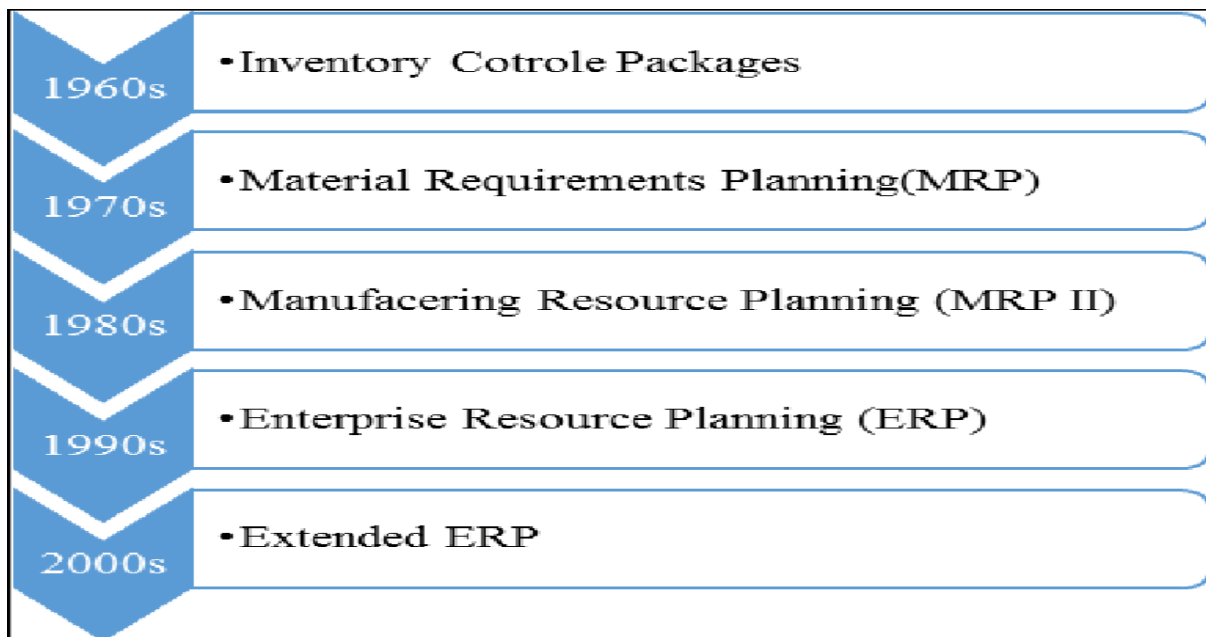 1960s
•Inventory Cotrole Packages
1970s
•Material Requirements Planning(MRP)
1980s
•Manufacering Resource Planning (MRP II)
1990s
•Enterprise Resource Planning (ERP)
2000s
•Extended ERP